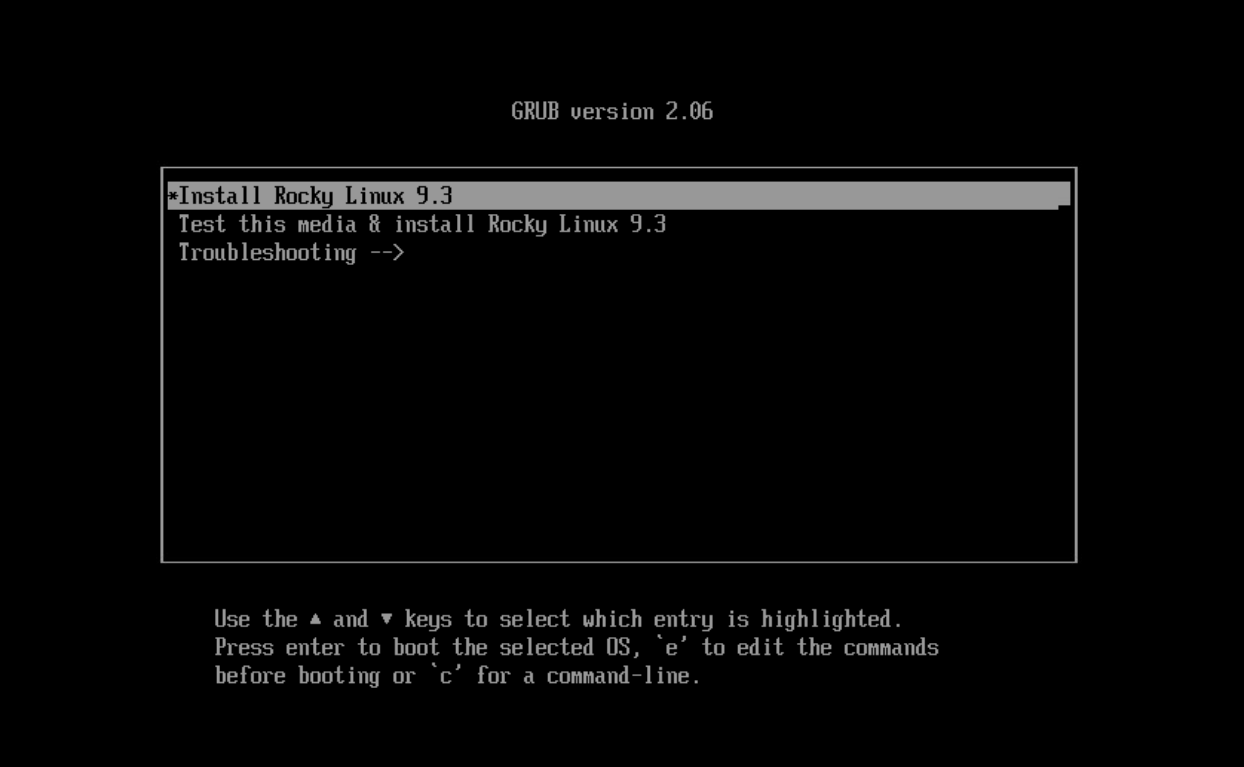 GRUB version 2.06
*Install Rocky Linux 9.3
Test this media & install Rocky Linux 9.3
Troubleshooting -->
Use the ▲ and ▼ keys to select which entry is highlighted.
Press enter to boot the selected OS, `e' to edit the commands
before booting or `c' for a command-line.